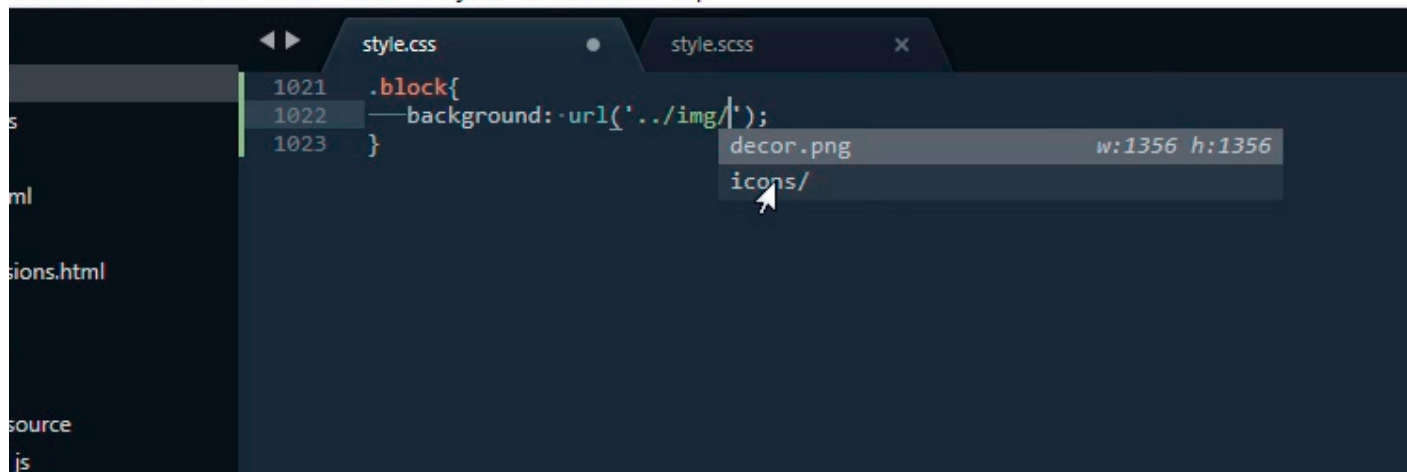 style.css
style.scss
1021 .block{
1022 background: url('../img/');
1023 }
decor.png w:1356 h:1356
icons/
s
ml
sions.html
source
js